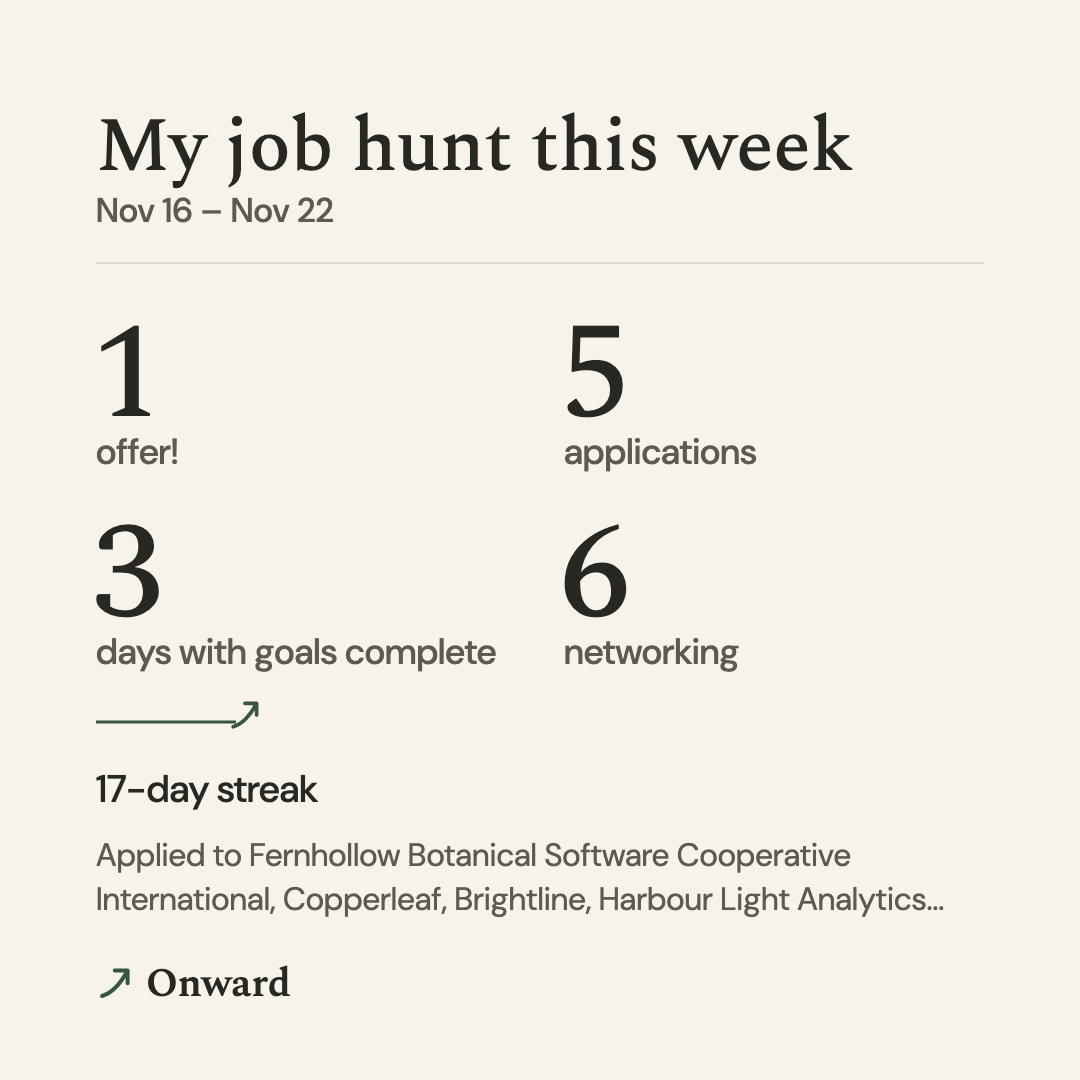 My job hunt this week
Nov 16 – Nov 22
1
offer!
5
applications
3
days with goals complete
6
networking
17-day streak
Applied to Fernhollow Botanical Software Cooperative
International, Copperleaf, Brightline, Harbour Light Analytics…
Onward